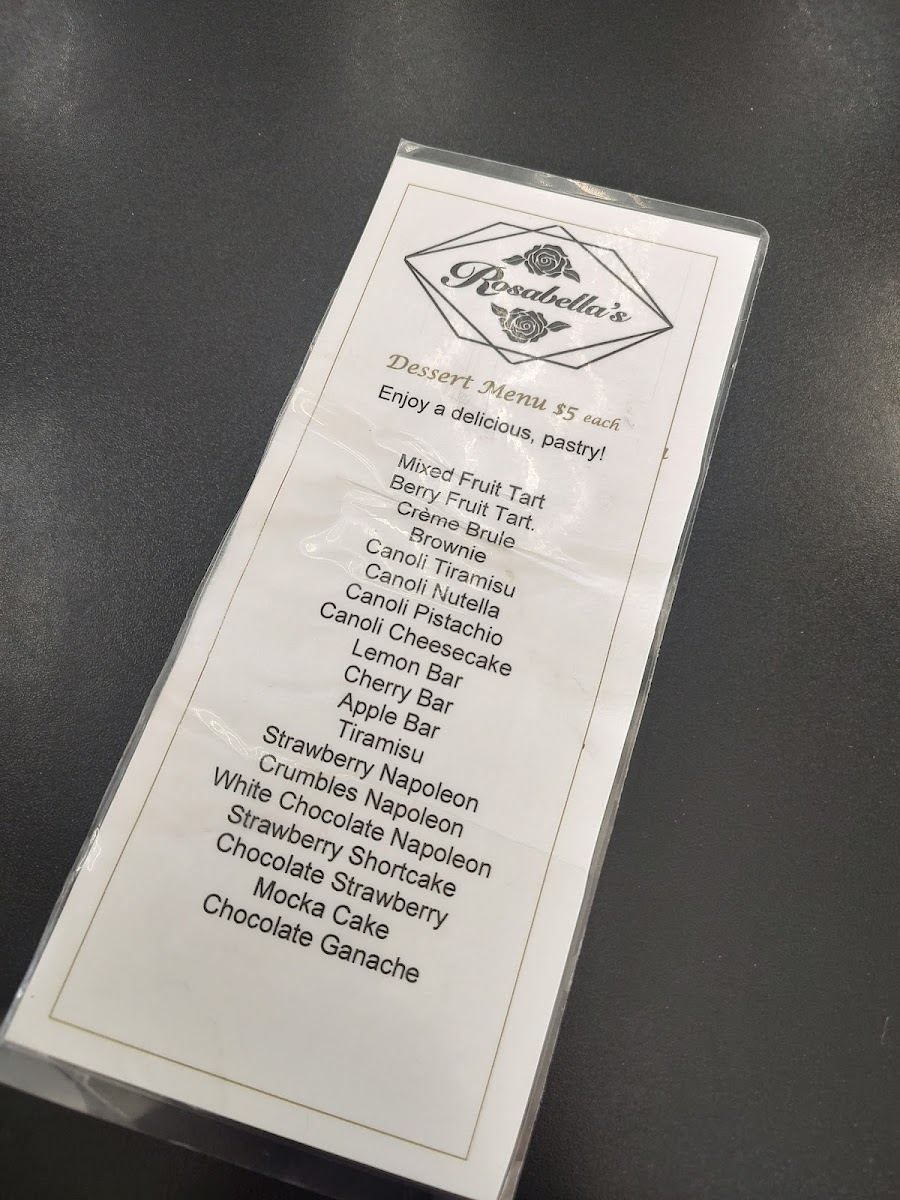 Rosabella's
Dessert Menu $5 each
Enjoy a delicious, pastry!
Mixed Fruit Tart
Berry Fruit Tart.
Crème Brule
Brownie
Canoli Tiramisu
Canoli Nutella
Canoli Pistachio
Canoli Cheesecake
Lemon Bar
Cherry Bar
Apple Bar
Tiramisu
Strawberry Napoleon
Crumbles Napoleon
White Chocolate Napoleon
Strawberry Shortcake
Chocolate Strawberry
Mocka Cake
Chocolate Ganache